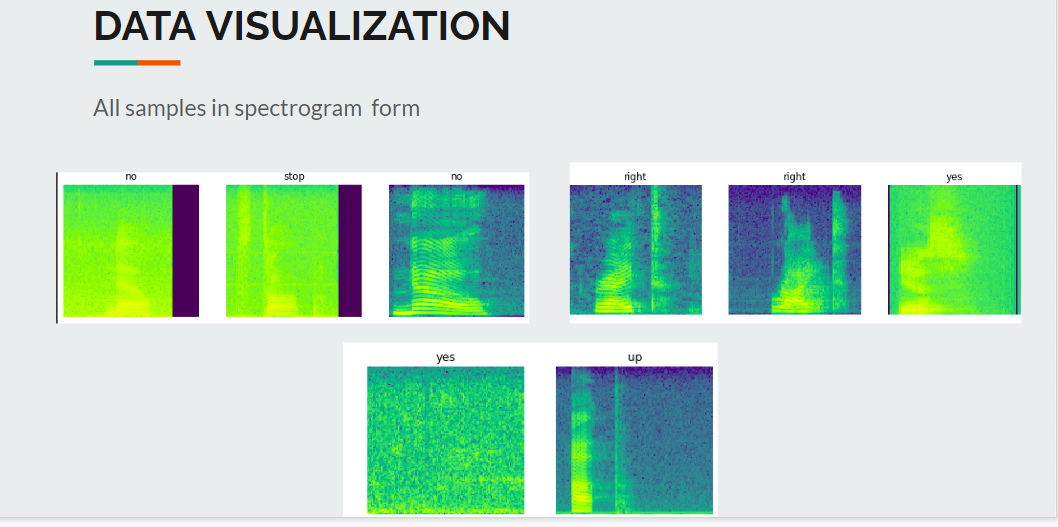 DATA VISUALIZATION
All samples in spectrogram form
no stop no
right right yes
yes up